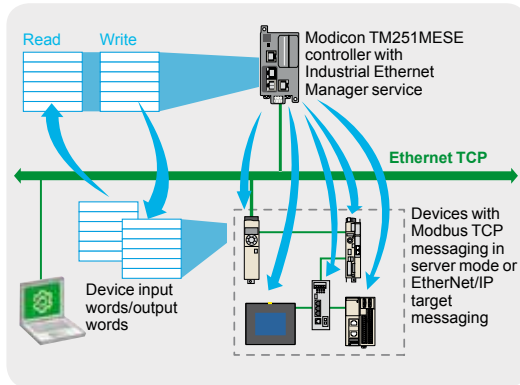 Read
Write
Modicon TM251MESE
controller with
Industrial Ethernet
Manager service
Ethernet TCP
Device input
words/output
words
Devices with
Modbus TCP
messaging in
server mode or
EtherNet/IP
target
messaging